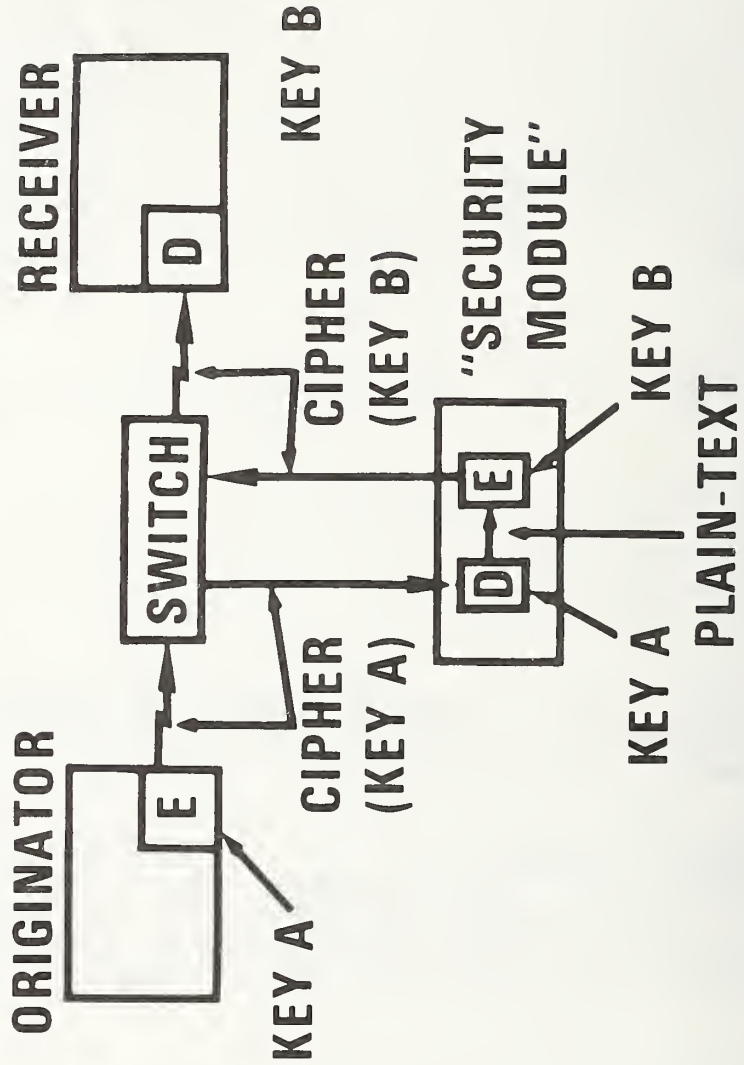 ORIGINATOR
E
KEY A
SWITCH
RECEIVER
D
KEY B
CIPHER
(KEY A)
CIPHER
(KEY B)
"SECURITY
MODULE"
D
E
KEY A
KEY B
PLAIN-TEXT